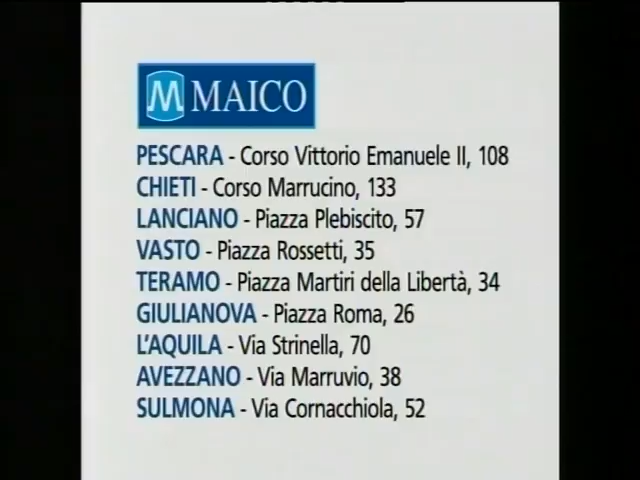 M MAICO
PESCARA - Corso Vittorio Emanuele II, 108
CHIETI - Corso Marrucino, 133
LANCIANO - Piazza Plebiscito, 57
VASTO - Piazza Rossetti, 35
TERAMO - Piazza Martiri della Libertà, 34
GIULIANOVA - Piazza Roma, 26
L'AQUILA - Via Strinella, 70
AVEZZANO - Via Marruvio, 38
SULMONA - Via Cornacchiola, 52